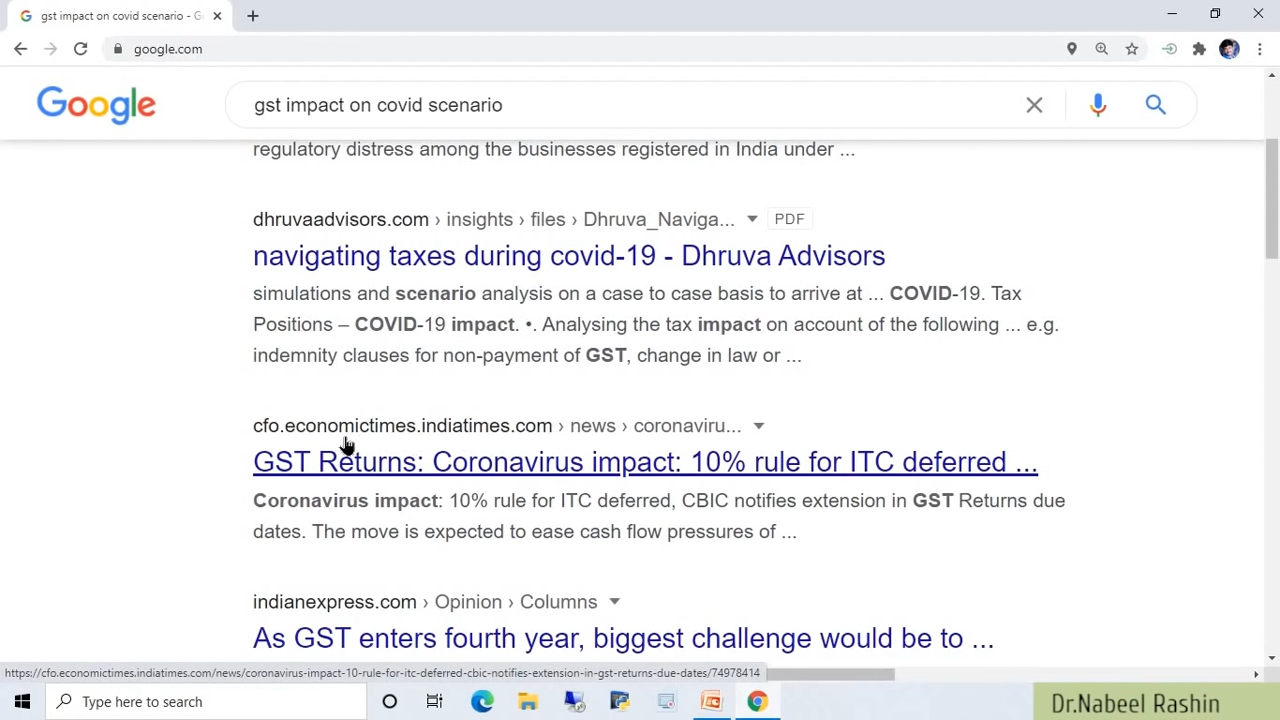 gst impact on covid scenario - G
google.com
Google
gst impact on covid scenario
regulatory distress among the businesses registered in India under ...
dhruvaadvisors.com › insights › files › Dhruva_Naviga... PDF
navigating taxes during covid-19 - Dhruva Advisors
simulations and scenario analysis on a case to case basis to arrive at ... COVID-19. Tax
Positions – COVID-19 impact. •. Analysing the tax impact on account of the following ... e.g.
indemnity clauses for non-payment of GST, change in law or ...
cfo.economictimes.indiatimes.com › news › coronaviru...
GST Returns: Coronavirus impact: 10% rule for ITC deferred ...
Coronavirus impact: 10% rule for ITC deferred, CBIC notifies extension in GST Returns due
dates. The move is expected to ease cash flow pressures of ...
indianexpress.com › Opinion › Columns
As GST enters fourth year, biggest challenge would be to ...
https://cfo.economictimes.indiatimes.com/news/coronavirus-impact-10-rule-for-itc-deferred-cbic-notifies-extension-in-gst-returns-due-dates/74978414
Type here to search
Dr.Nabeel Rashin